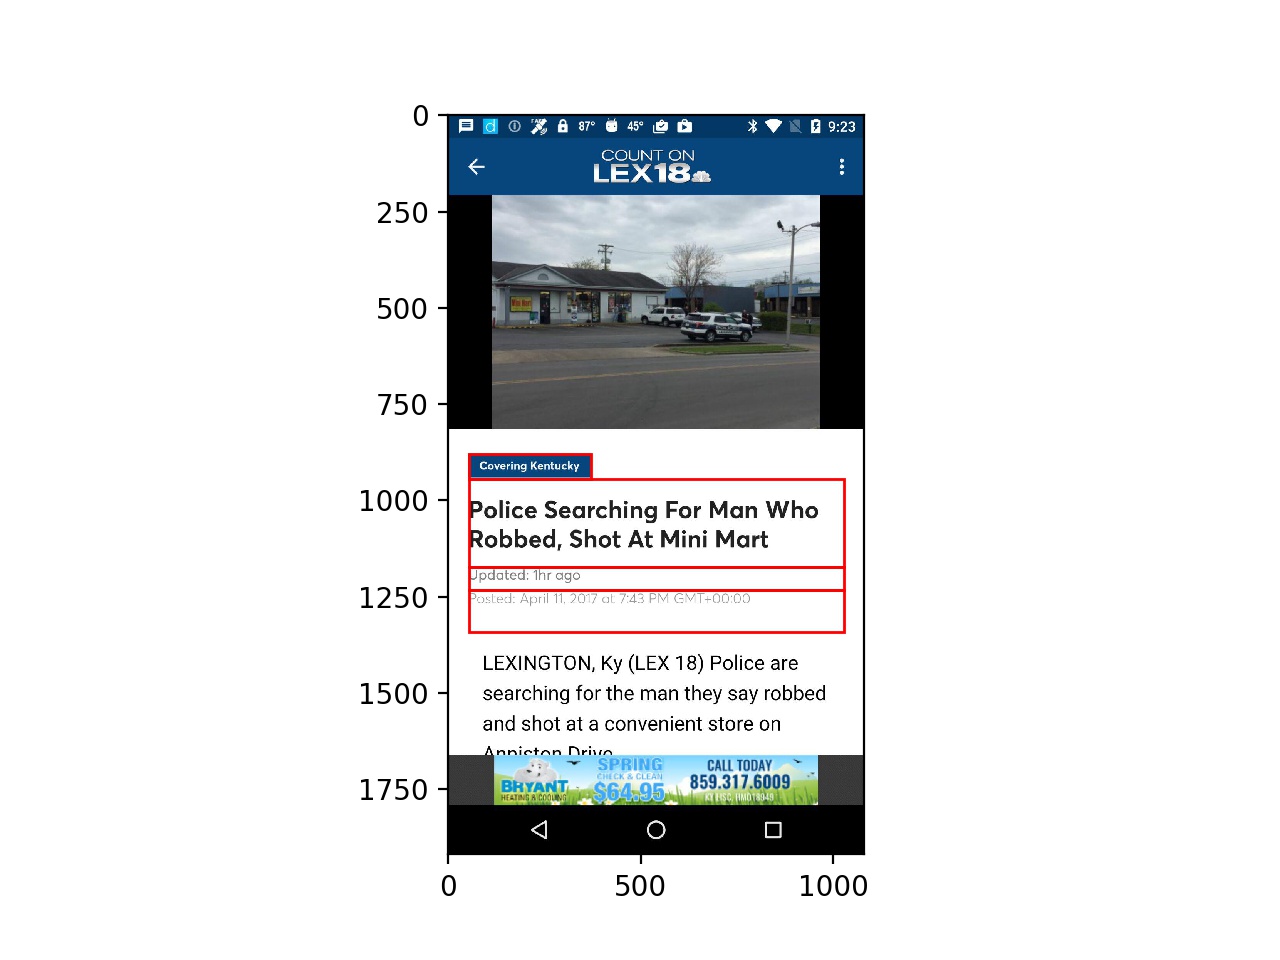 0
250
500
750
1000
1250
1500
1750
0
500
1000
87°
45°
9:23
COUNT ON
LEX18
Mini Mart
POLICE
Covering Kentucky
Police Searching For Man Who
Robbed, Shot At Mini Mart
Updated: 1hr ago
Posted: April 11, 2017 at 7:43 PM GMT+00:00
LEXINGTON, Ky (LEX 18) Police are
searching for the man they say robbed
and shot at a convenient store on
Anniston Drive
BRYANT
HEATING & COOLING
SPRING
CHECK & CLEAN
$64.95
CALL TODAY
859.317.6009